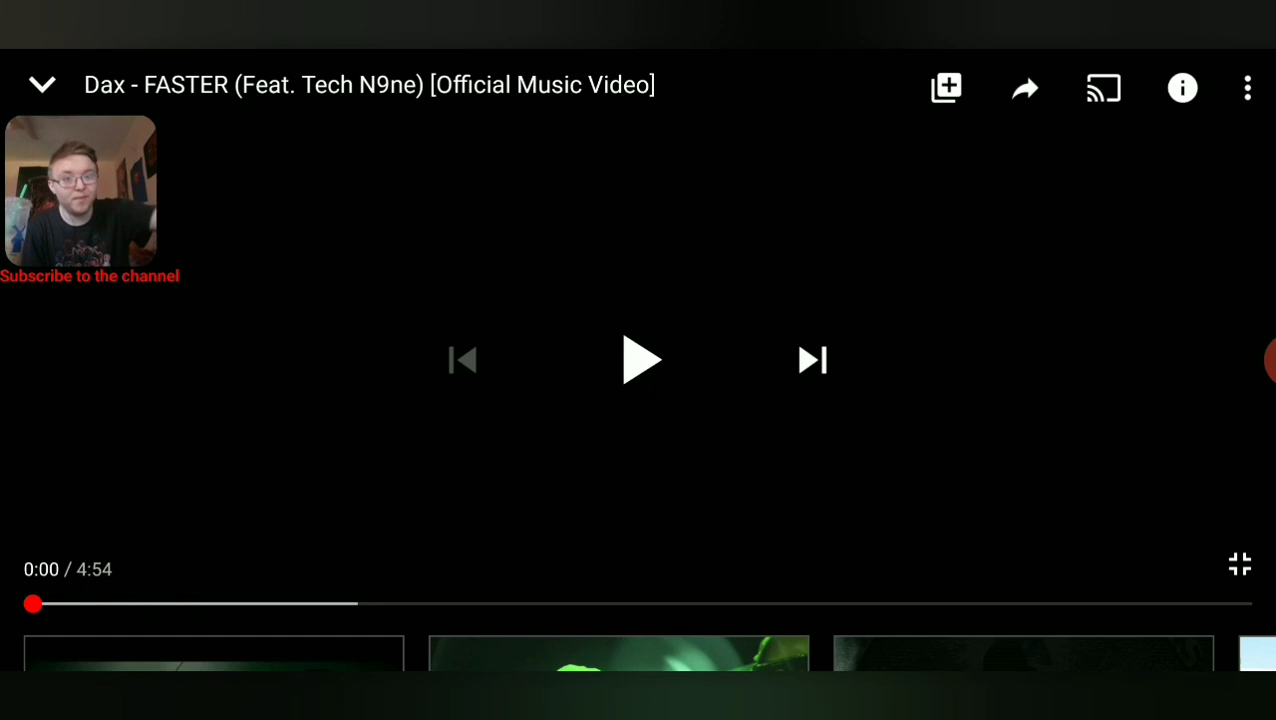 Dax - FASTER (Feat. Tech N9ne) [Official Music Video]
Subscribe to the channel
0:00 / 4:54